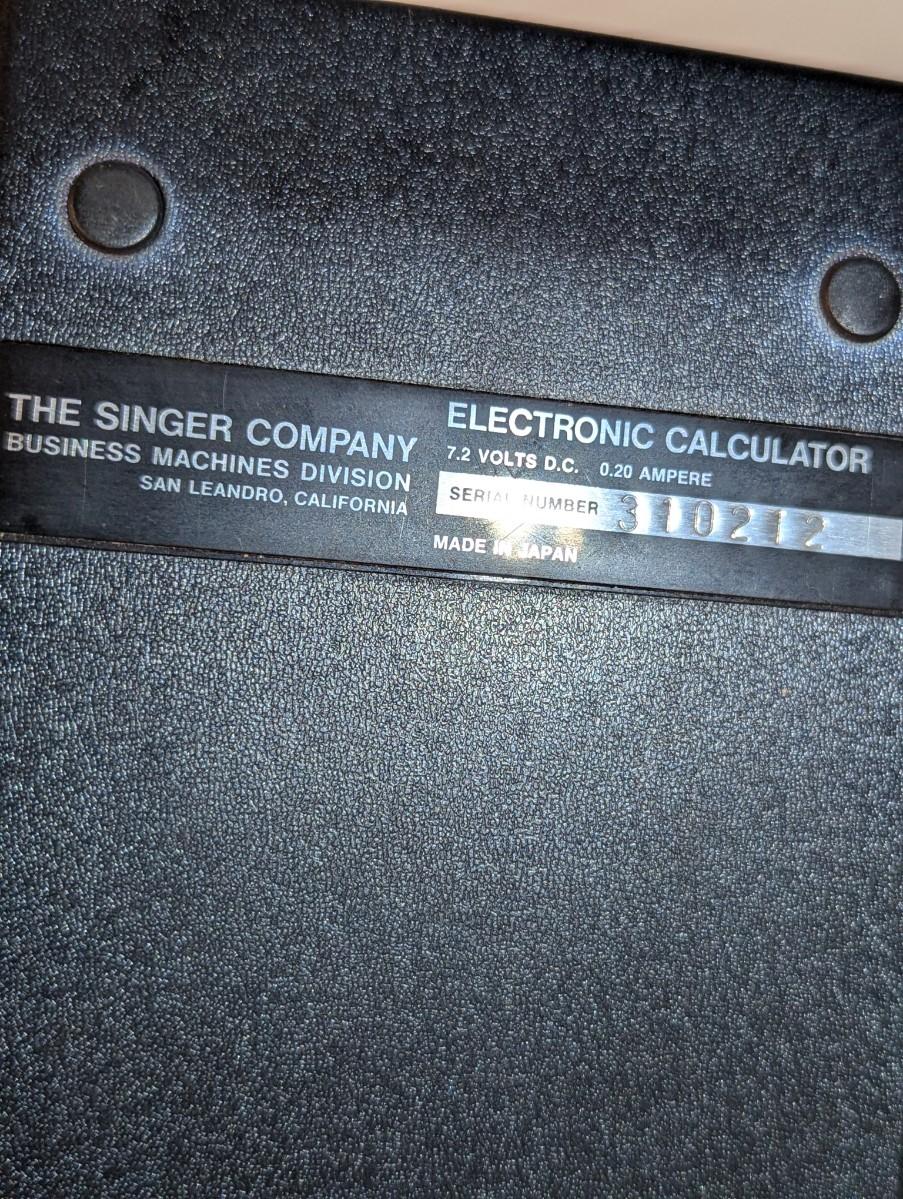 THE SINGER COMPANY
BUSINESS MACHINES DIVISION
SAN LEANDRO, CALIFORNIA
ELECTRONIC CALCULATOR
7.2 VOLTS D.C. 0.20 AMPERE
SERIAL NUMBER 310212
MADE IN JAPAN